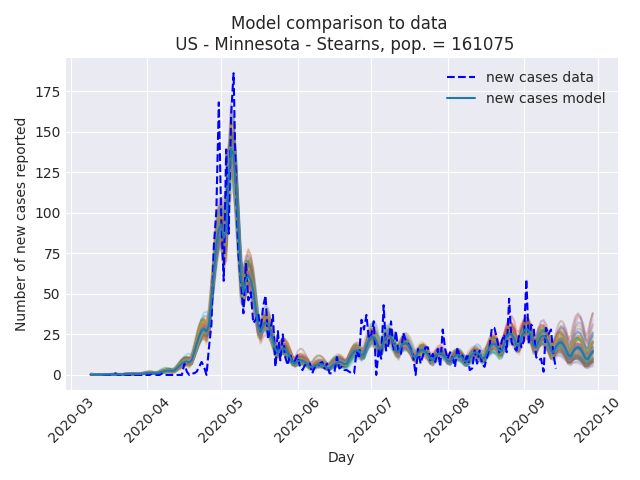 Model comparison to data
US - Minnesota - Stearns, pop. = 161075
new cases data
new cases model
Number of new cases reported
175
150
125
100
75
50
25
0
2020-03
2020-04
2020-05
2020-06
2020-07
2020-08
2020-09
2020-10
Day